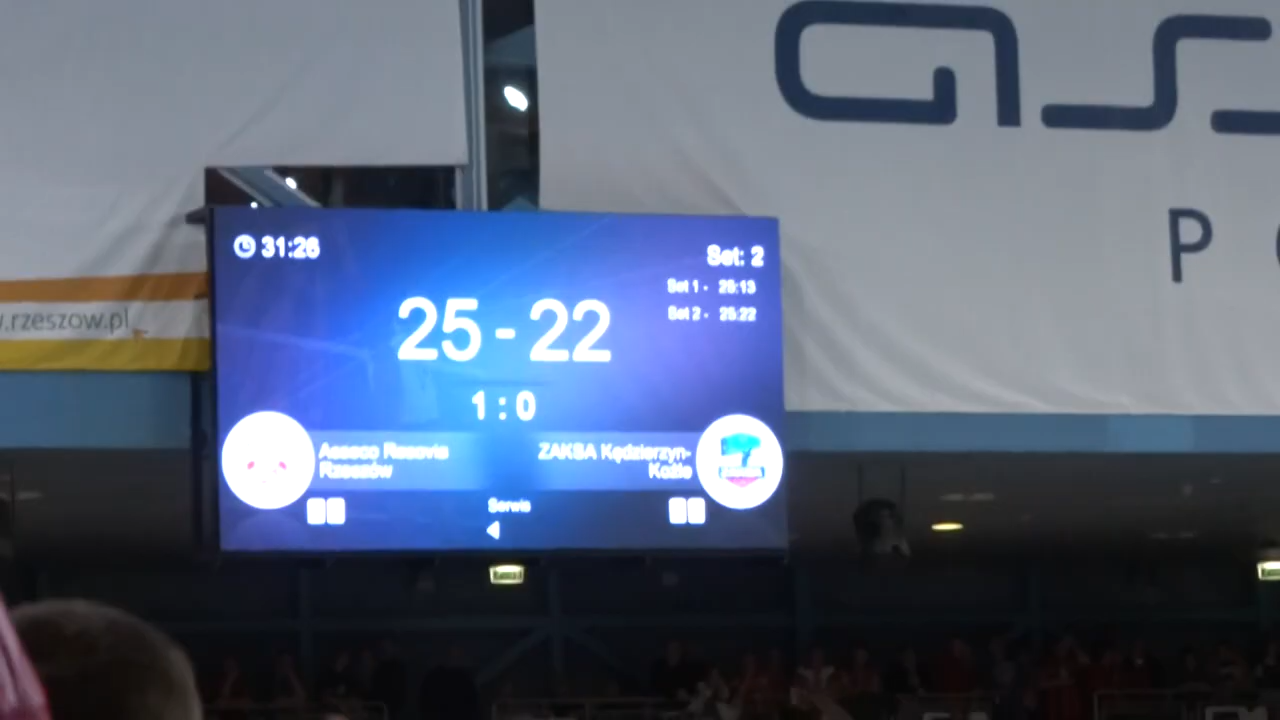 ass
P
w.rzeszow.pl
31:26
Set: 2
Set 1 - 25:13
Set 2 - 25:22
25 - 22
1 : 0
Asseco Resovia
Rzeszów
ZAKSA Kędzierzyn-
Koźle
Serwis